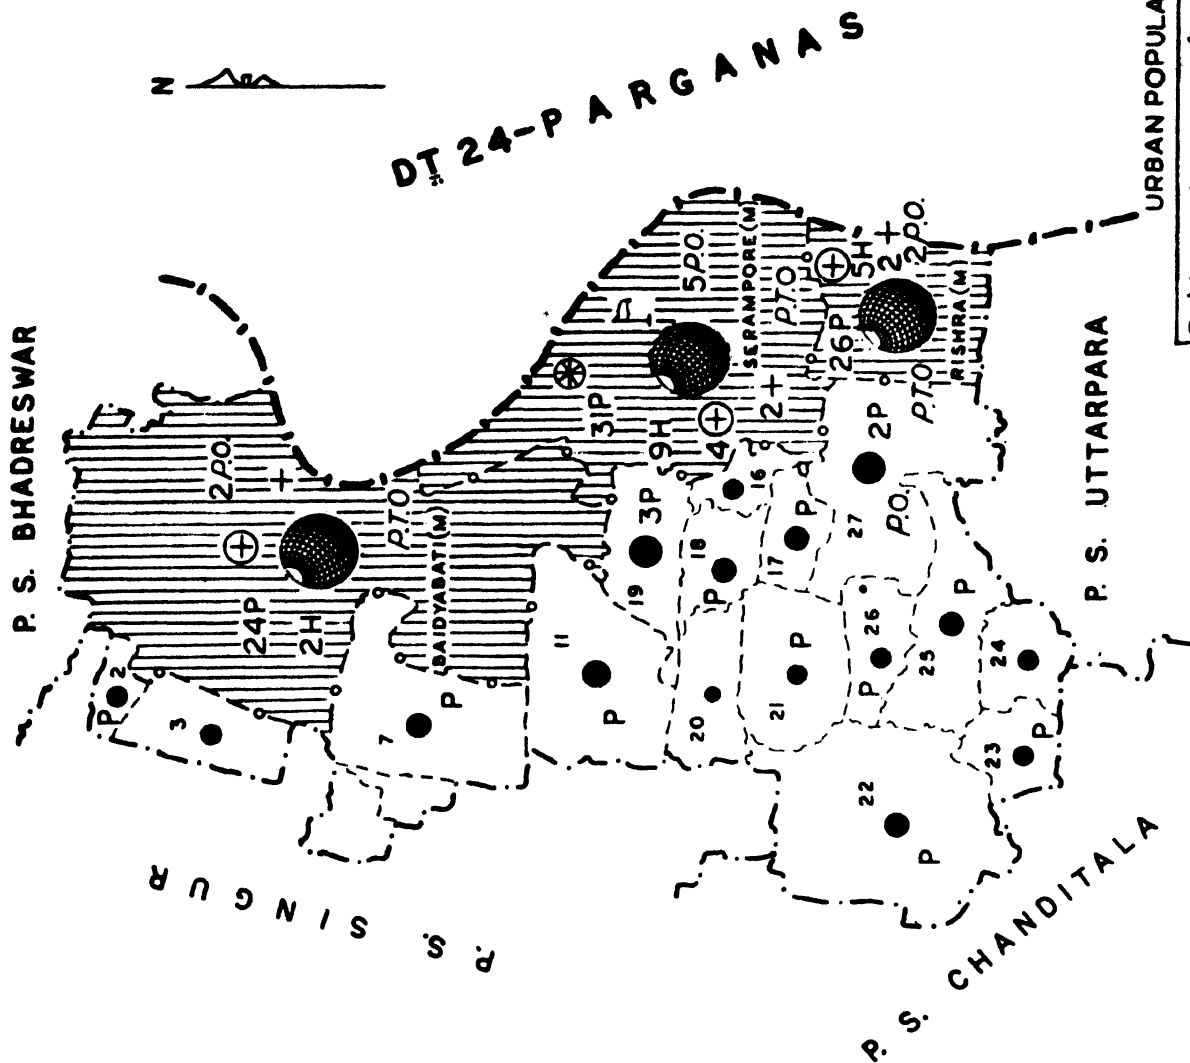 N
DT. 24-PARGANAS
URBAN POPULA
P. S. BHADRESWAR
2P.O.
+
24P
2H
P.T.O
BAIDYABATI(M)
P
2
3
7
P
11
P
31P
9H
4
2+
5P.O.
SERAMPORE(M)
P.T.O
26P
5H
2+
2P.O.
RISHRA(M)
19
3P
18
P
16
17
P
27
P.O.
2P
P.T.O
20
21
P
26
P
25
P
24
23
P
22
P
P. S. UTTARPARA
P. S. SINGUR
P. S. CHANDITALA